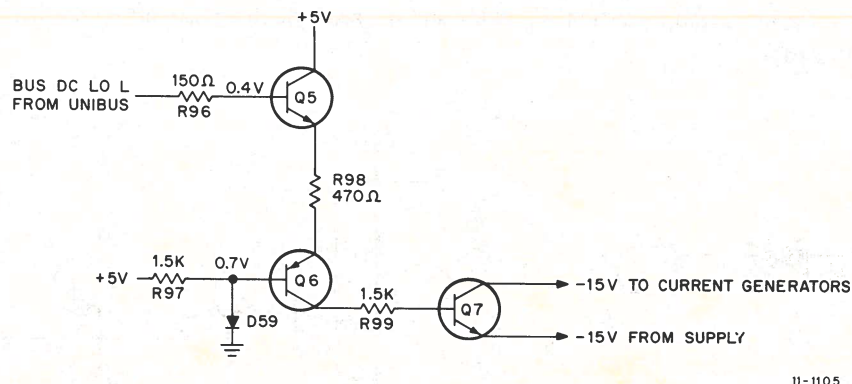 +5V
BUS DC LO L
FROM UNIBUS
150Ω
R96
0.4V
Q5
R98
470Ω
+5V
1.5K
R97
0.7V
D59
Q6
1.5K
R99
Q7
-15V TO CURRENT GENERATORS
-15V FROM SUPPLY
11-1105